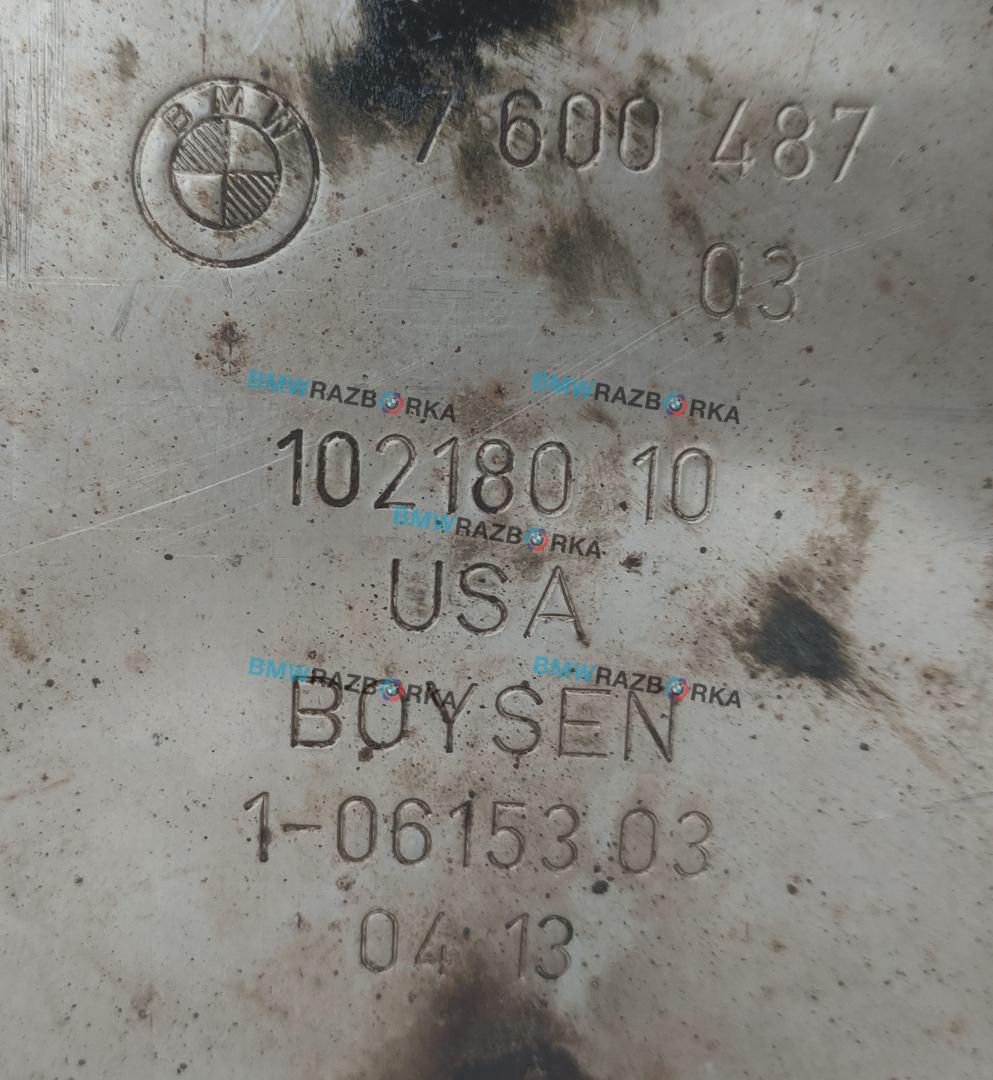 BMW
7 600 487
03
BMWRAZBORKA BMWRAZBORKA
102180 10
BMWRAZBORKA
USA
BMWRAZBORKA BMWRAZBORKA
BOYSEN
1-06153.03
04 13